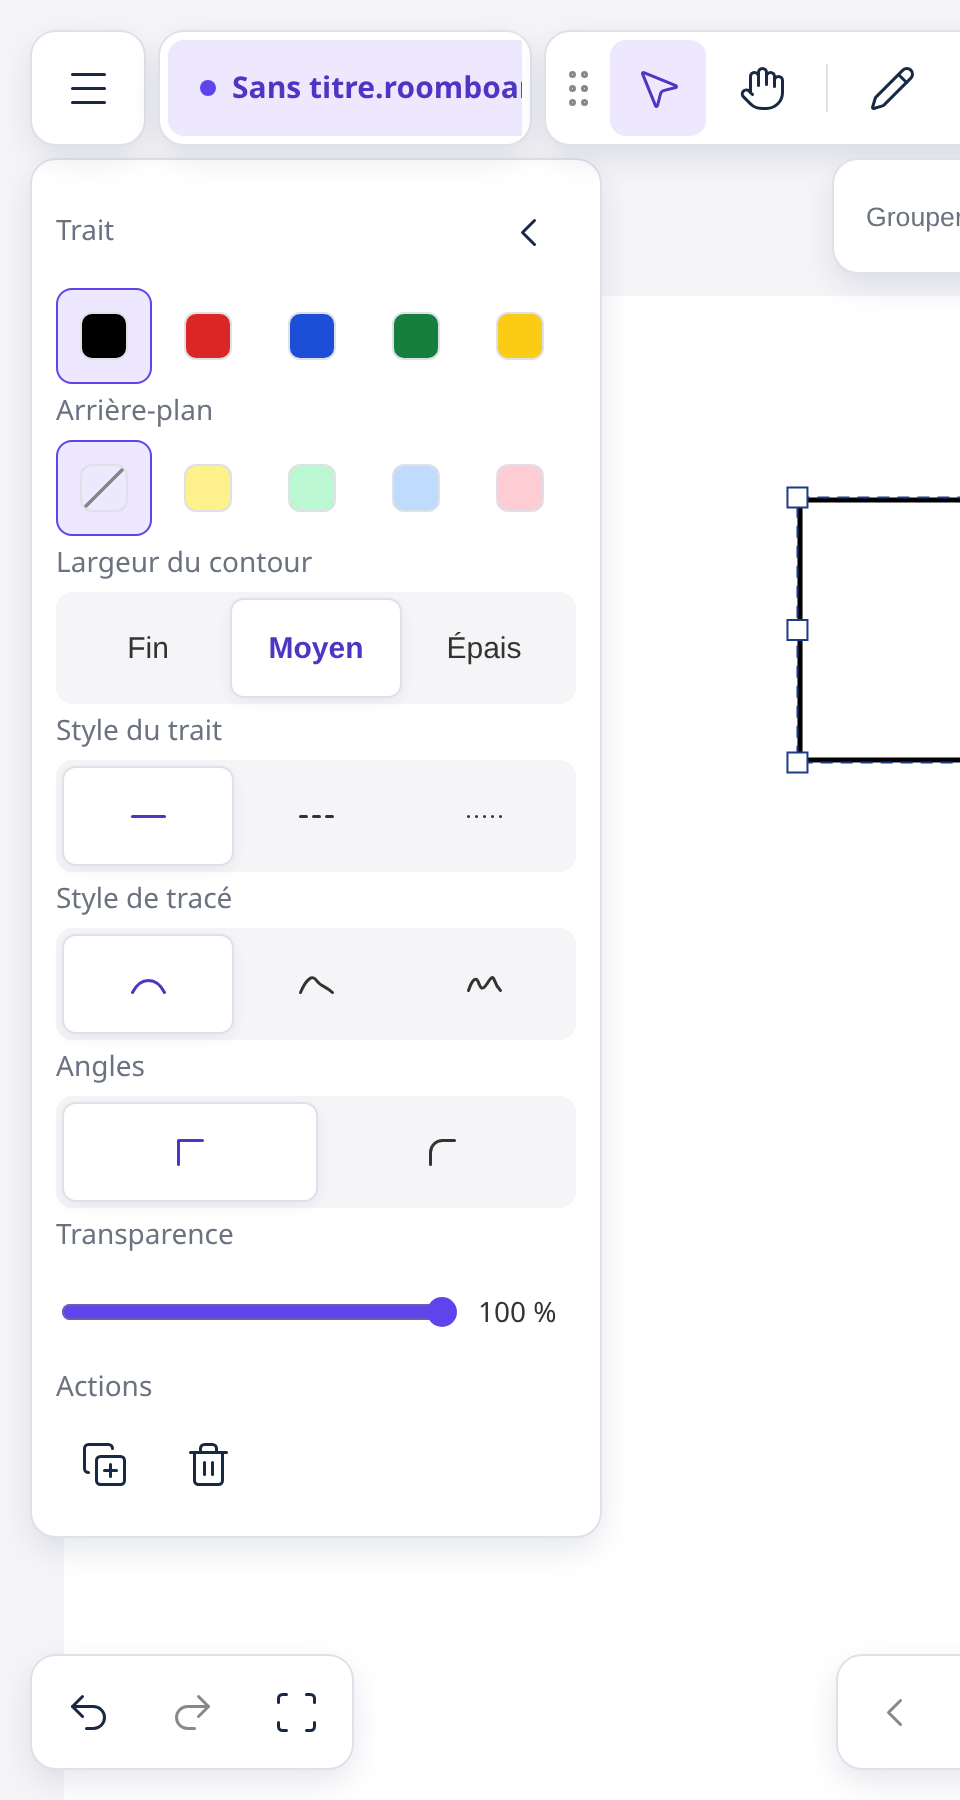 Sans titre.roomboar
Trait
Grouper
Arrière-plan
Largeur du contour
Fin
Moyen
Épais
Style du trait
Style de tracé
Angles
Transparence
100 %
Actions